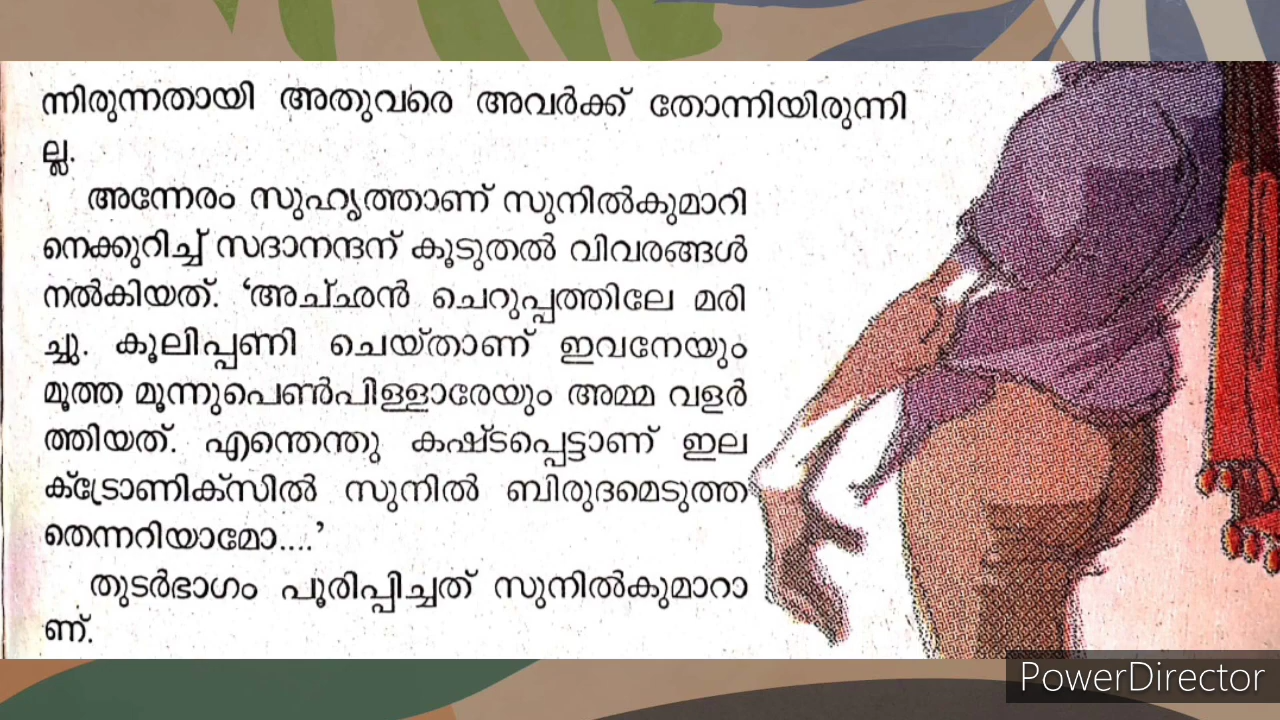 ന്നിരുന്നതായി അതുവരെ അവർക്ക് തോന്നിയിരുന്നി
ല്ല.
അന്നേരം സുഹൃത്താണ് സുനിൽകുമാറി
നെക്കുറിച്ച് സദാനന്ദന് കൂടുതൽ വിവരങ്ങൾ
നൽകിയത്. ‘അച്ഛൻ ചെറുപ്പത്തിലേ മരി
ച്ചു. കൂലിപ്പണി ചെയ്താണ് ഇവനേയും
മൂത്ത മൂന്നുപെൺപിള്ളാരേയും അമ്മ വളർ
ത്തിയത്. എന്തെന്തു കഷ്ടപ്പെട്ടാണ് ഇല
ക്ട്രോണിക്സിൽ സുനിൽ ബിരുദമെടുത്ത
തെന്നറിയാമോ....’
തുടർഭാഗം പൂരിപ്പിച്ചത് സുനിൽകുമാറാ
ണ്.
PowerDirector